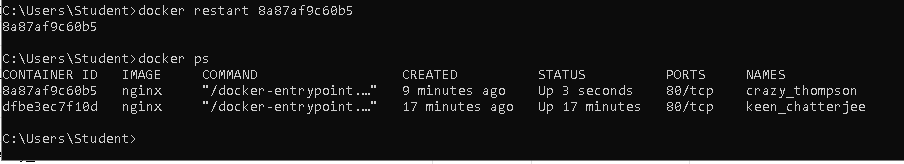 C:\Users\Student>docker restart 8a87af9c60b5
8a87af9c60b5
C:\Users\Student>docker ps
CONTAINER ID   IMAGE     COMMAND                  CREATED          STATUS          PORTS     NAMES
8a87af9c60b5   nginx     "/docker-entrypoint.…"   9 minutes ago    Up 3 seconds    80/tcp    crazy_thompson
dfbe3ec7f10d   nginx     "/docker-entrypoint.…"   17 minutes ago   Up 17 minutes   80/tcp    keen_chatterjee
C:\Users\Student>